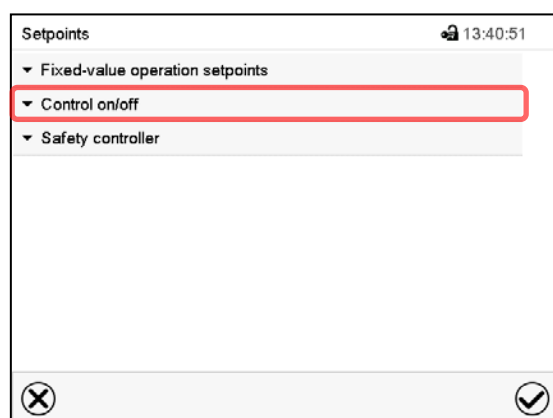 Setpoints 13:40:51
Fixed-value operation setpoints
Control on/off
Safety controller